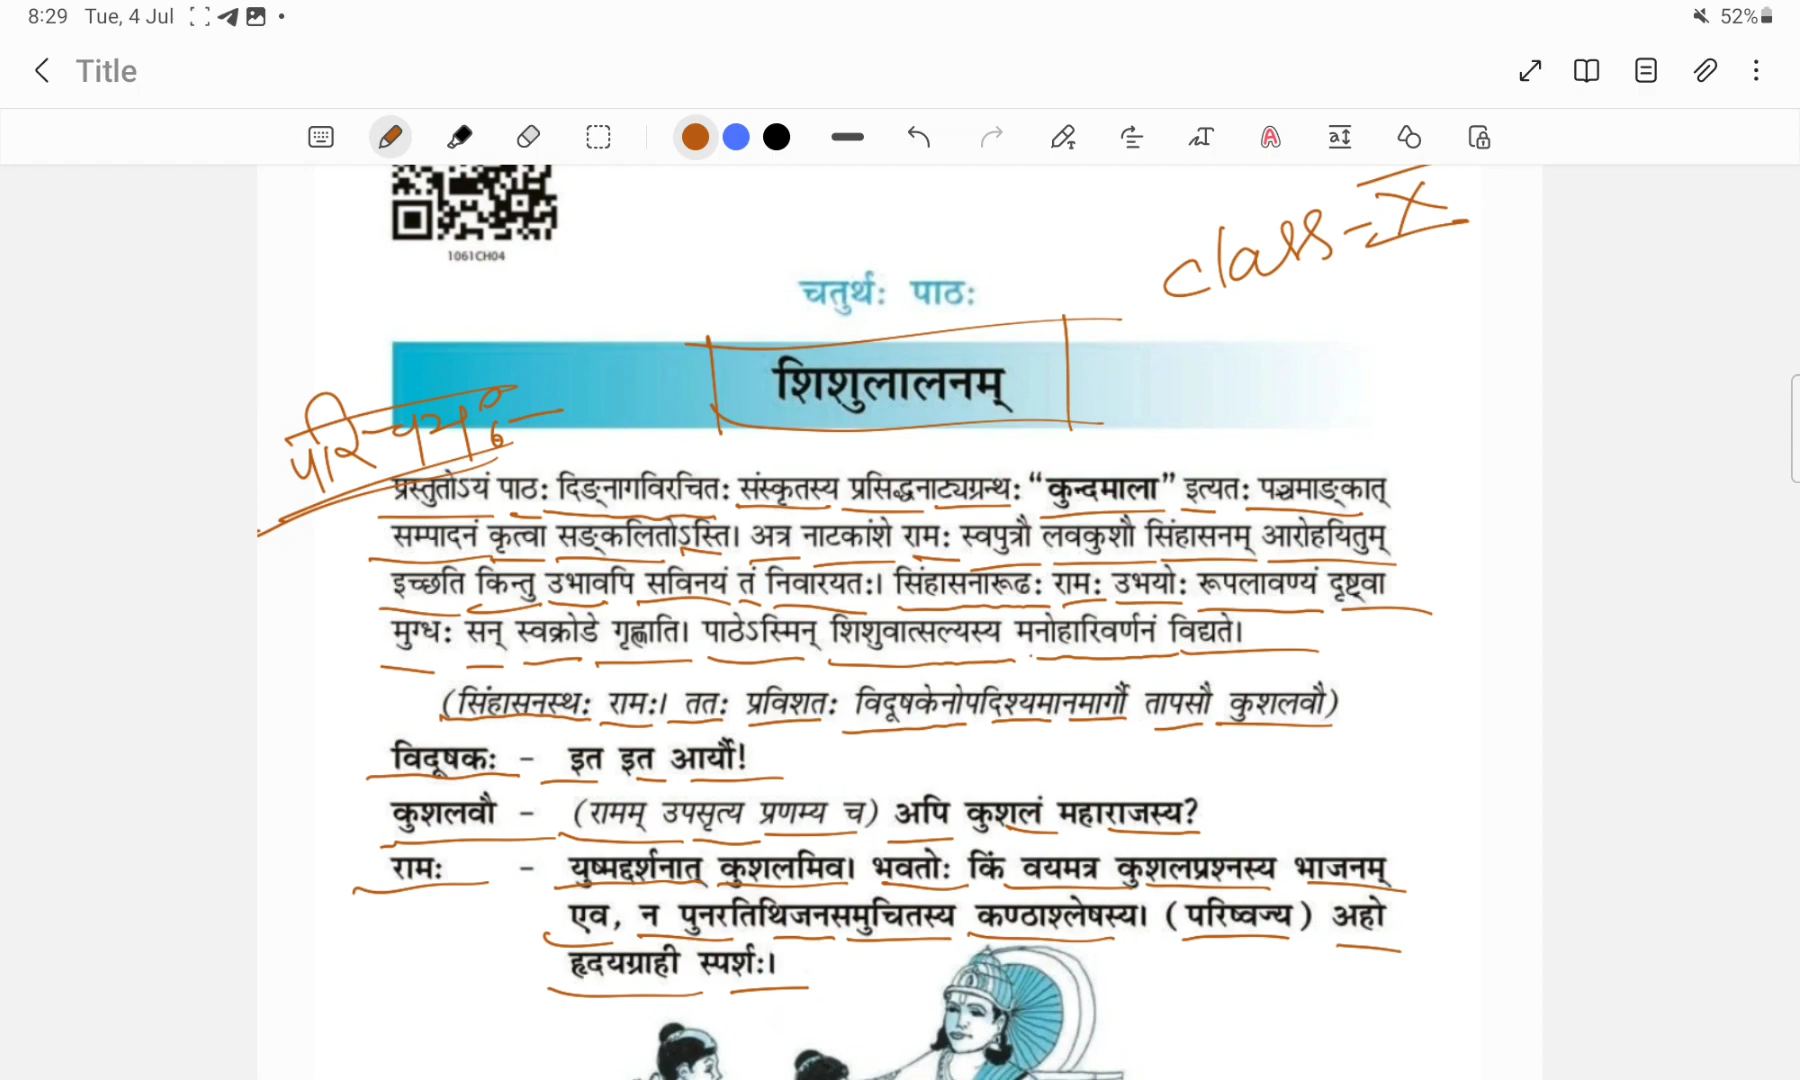 8:29 Tue, 4 Jul 52%
Title
1061CH04
class = X
चतुर्थः पाठः
शिशुलालनम्
प्रस्तुतोऽयं पाठः दिङ्नागविरचितः संस्कृतस्य प्रसिद्धनाट्यग्रन्थः “कुन्दमाला” इत्यतः पञ्चमाङ्कात्
सम्पादनं कृत्वा सङ्कलितोऽस्ति। अत्र नाटकांशे रामः स्वपुत्रौ लवकुशौ सिंहासनम् आरोहयितुम्
इच्छति किन्तु उभावपि सविनयं तं निवारयतः। सिंहासनारूढः रामः उभयोः रूपलावण्यं दृष्ट्वा
मुग्धः सन् स्वक्रोडे गृह्णाति। पाठेऽस्मिन् शिशुवात्सल्यस्य मनोहारिवर्णनं विद्यते।
(सिंहासनस्थः रामः। ततः प्रविशतः विदूषकेनोपदिश्यमानमार्गौ तापसौ कुशलवौ)
विदूषकः - इत इत आर्यौ!
कुशलवौ - (रामम् उपसृत्य प्रणम्य च) अपि कुशलं महाराजस्य?
रामः - युष्मद्दर्शनात् कुशलमिव। भवतोः किं वयमत्र कुशलप्रश्नस्य भाजनम्
एव, न पुनरतिथिजनसमुचितस्य कण्ठाश्लेषस्य। (परिष्वज्य) अहो
हृदयग्राही स्पर्शः।